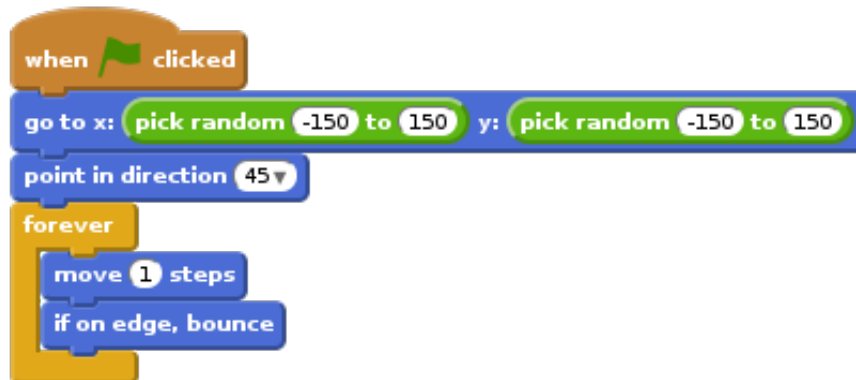 when clicked
go to x: pick random -150 to 150 y: pick random -150 to 150
point in direction 45
forever
move 1 steps
if on edge, bounce